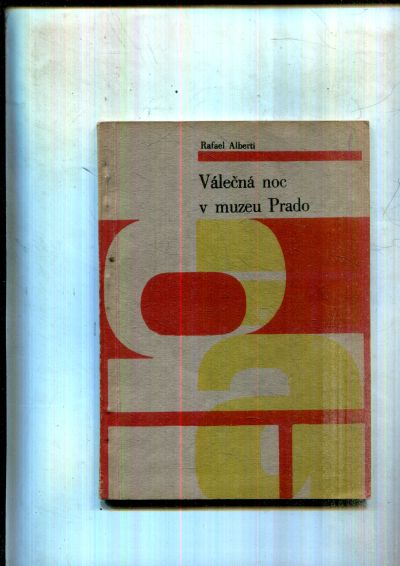 Rafael Alberti
Válečná noc
v muzeu Prado